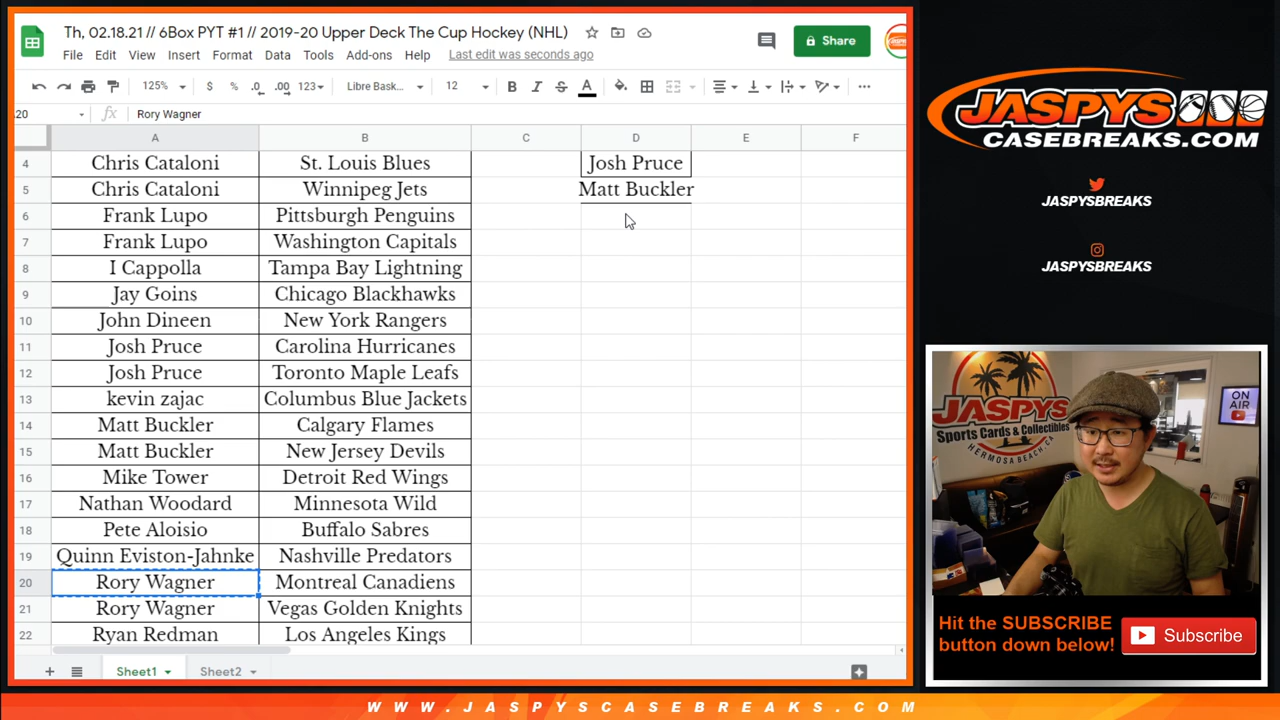 Th, 02.18.21 // 6Box PYT #1 // 2019-20 Upper Deck The Cup Hockey (NHL)
File Edit View Insert Format Data Tools Add-ons Help Last edit was seconds ago
Share
125% $ % .0 .00 123 Libre Bask... 12 B I S A
20 fx Rory Wagner
A B C D E F
4 Chris Cataloni St. Louis Blues Josh Pruce
5 Chris Cataloni Winnipeg Jets Matt Buckler
6 Frank Lupo Pittsburgh Penguins
7 Frank Lupo Washington Capitals
8 I Cappolla Tampa Bay Lightning
9 Jay Goins Chicago Blackhawks
10 John Dineen New York Rangers
11 Josh Pruce Carolina Hurricanes
12 Josh Pruce Toronto Maple Leafs
13 kevin zajac Columbus Blue Jackets
14 Matt Buckler Calgary Flames
15 Matt Buckler New Jersey Devils
16 Mike Tower Detroit Red Wings
17 Nathan Woodard Minnesota Wild
18 Pete Aloisio Buffalo Sabres
19 Quinn Eviston-Jahnke Nashville Predators
20 Rory Wagner Montreal Canadiens
21 Rory Wagner Vegas Golden Knights
22 Ryan Redman Los Angeles Kings
Sheet1 Sheet2
JASPYS
CASEBREAKS.COM
JASPYSBREAKS
JASPYSBREAKS
JASPYS
Sports Cards & Collectibles
HERMOSA BEACH, CA
ON
AIR
Hit the SUBSCRIBE
button down below!
Subscribe
WWW.JASPYSCASEBREAKS.COM